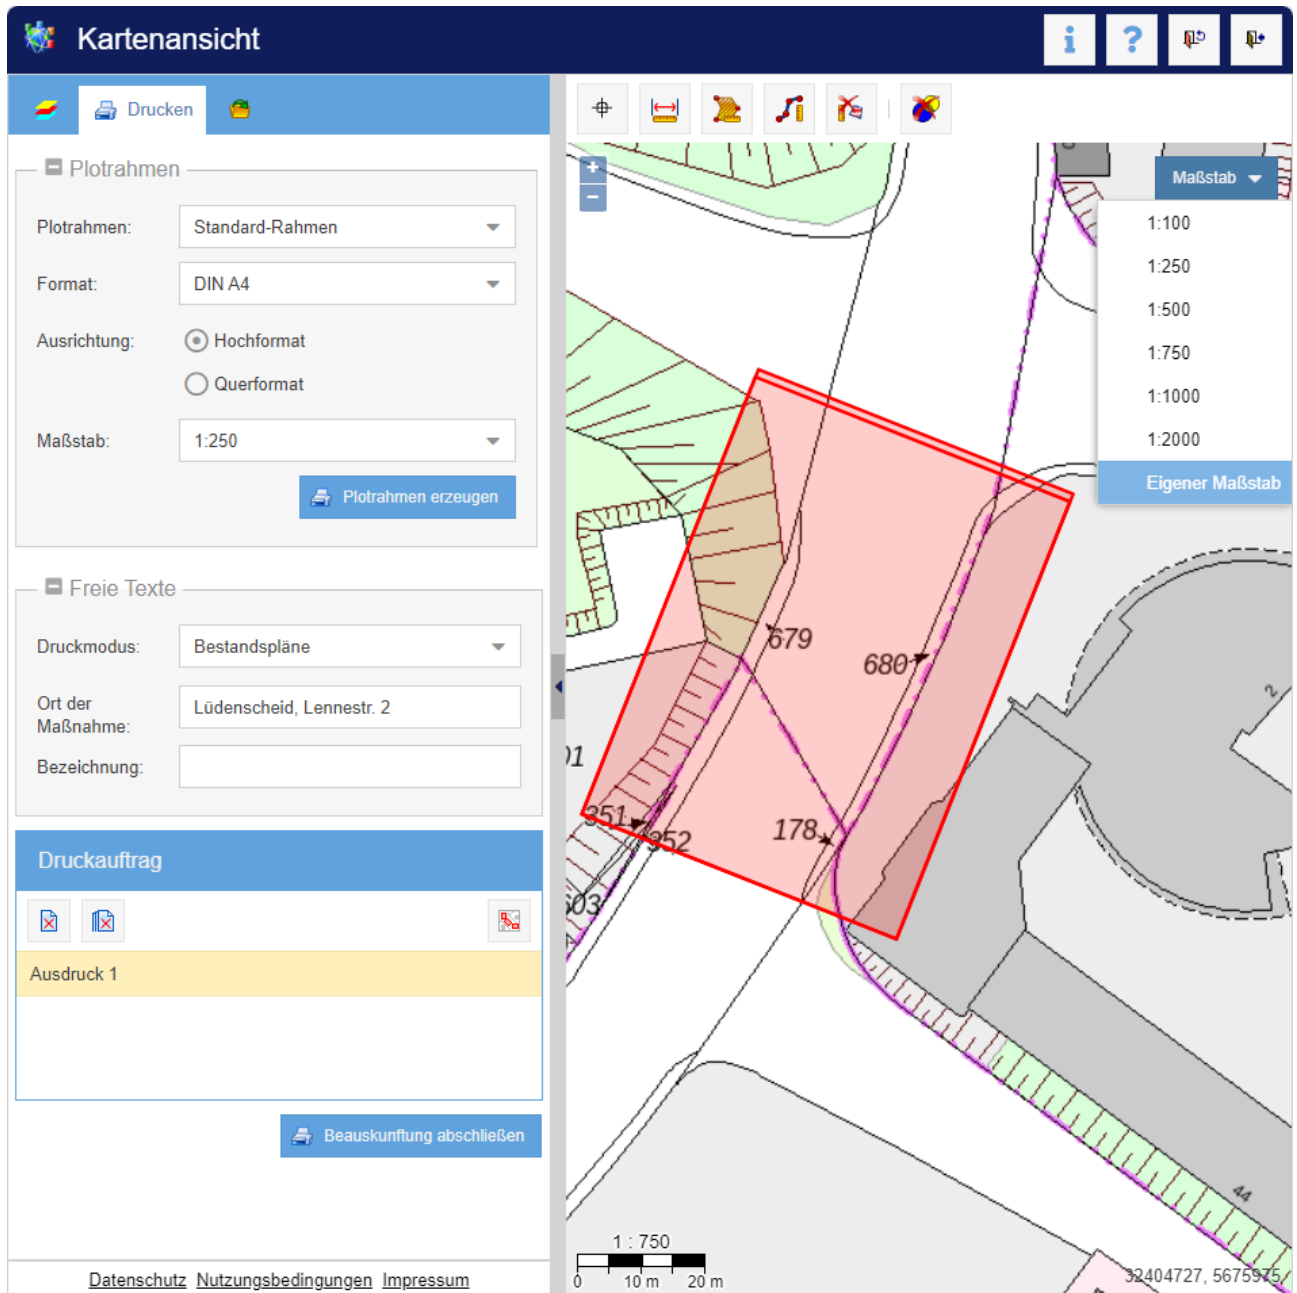 Kartenansicht
Drucken
Plotrahmen
Plotrahmen:
Standard-Rahmen
Format:
DIN A4
Ausrichtung:
Hochformat
Querformat
Maßstab:
1:250
Plotrahmen erzeugen
Freie Texte
Druckmodus:
Bestandspläne
Ort der
Maßnahme:
Lüdenscheid, Lennestr. 2
Bezeichnung:
Druckauftrag
Ausdruck 1
Beauskunftung abschließen
Datenschutz Nutzungsbedingungen Impressum
+
−
Maßstab
1:100
1:250
1:500
1:750
1:1000
1:2000
Eigener Maßstab
679
680
2
01
351
178
352
603
44
1 : 750
0 10 m 20 m
32404727, 5675975